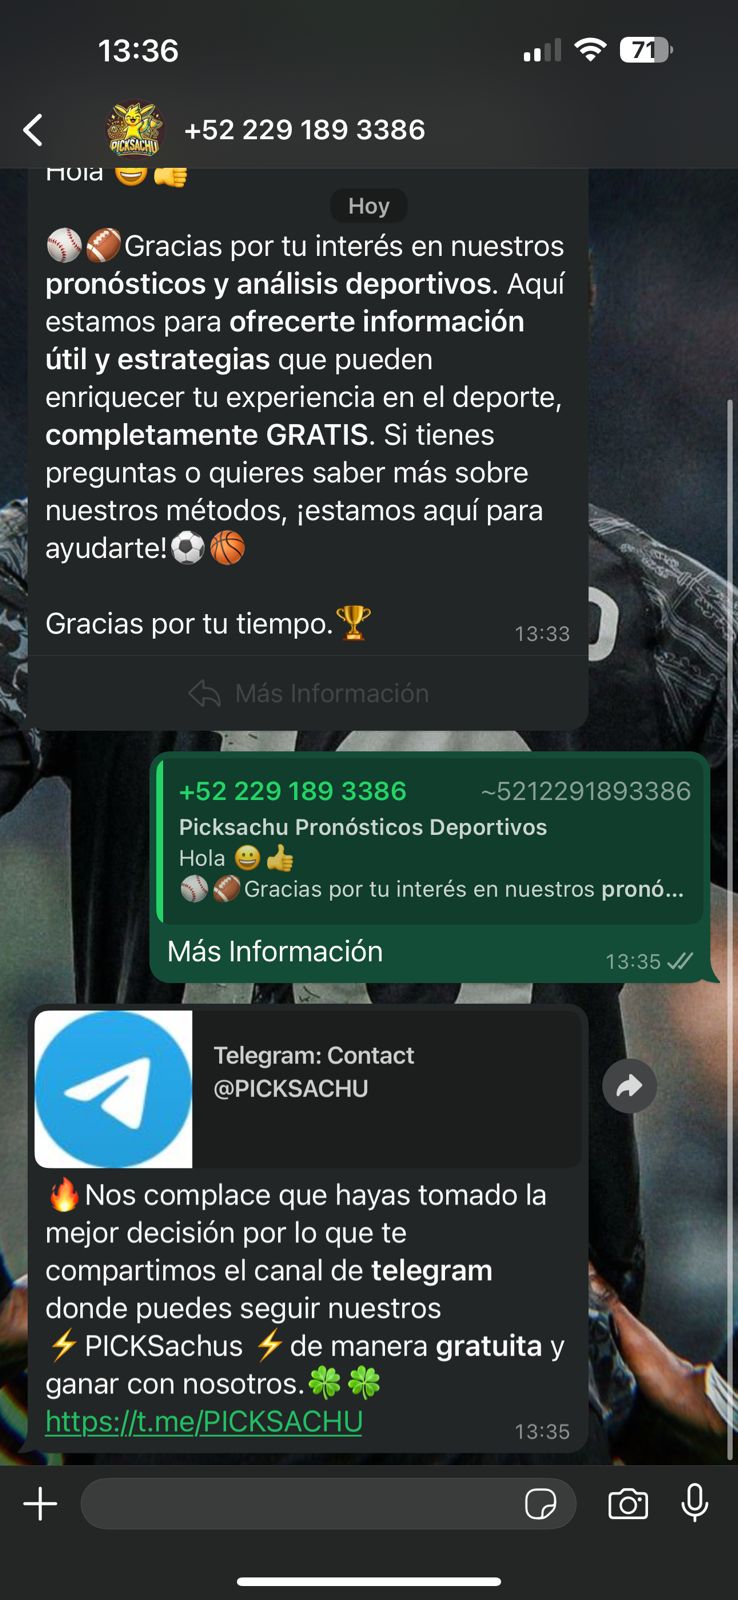 13:36
71
PICKSACHU
+52 229 189 3386
Hola 😀👍
Hoy
⚾🏈Gracias por tu interés en nuestros
pronósticos y análisis deportivos. Aquí
estamos para ofrecerte información
útil y estrategias que pueden
enriquecer tu experiencia en el deporte,
completamente GRATIS. Si tienes
preguntas o quieres saber más sobre
nuestros métodos, ¡estamos aquí para
ayudarte!⚽🏀
Gracias por tu tiempo.🏆
13:33
Más Información
+52 229 189 3386 ~5212291893386
Picksachu Pronósticos Deportivos
Hola 😀👍
⚾🏈Gracias por tu interés en nuestros pronó...
Más Información
13:35
Telegram: Contact
@PICKSACHU
🔥Nos complace que hayas tomado la
mejor decisión por lo que te
compartimos el canal de telegram
donde puedes seguir nuestros
⚡PICKSachus ⚡de manera gratuita y
ganar con nosotros.🍀🍀
https://t.me/PICKSACHU
13:35